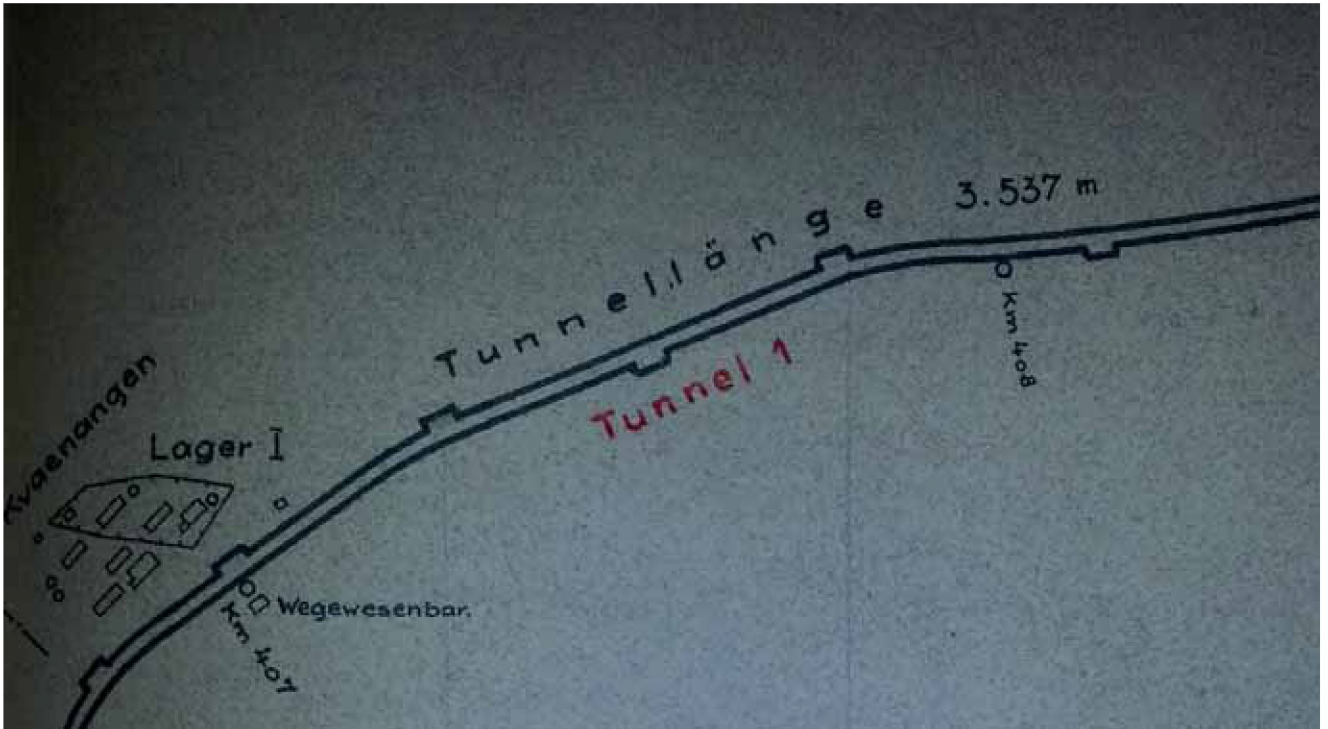 Tunnellänge 3.537 m
Tunnel 1
Km 408
Kvaenangen
Lager I
Wegewesenbar.
Km 407